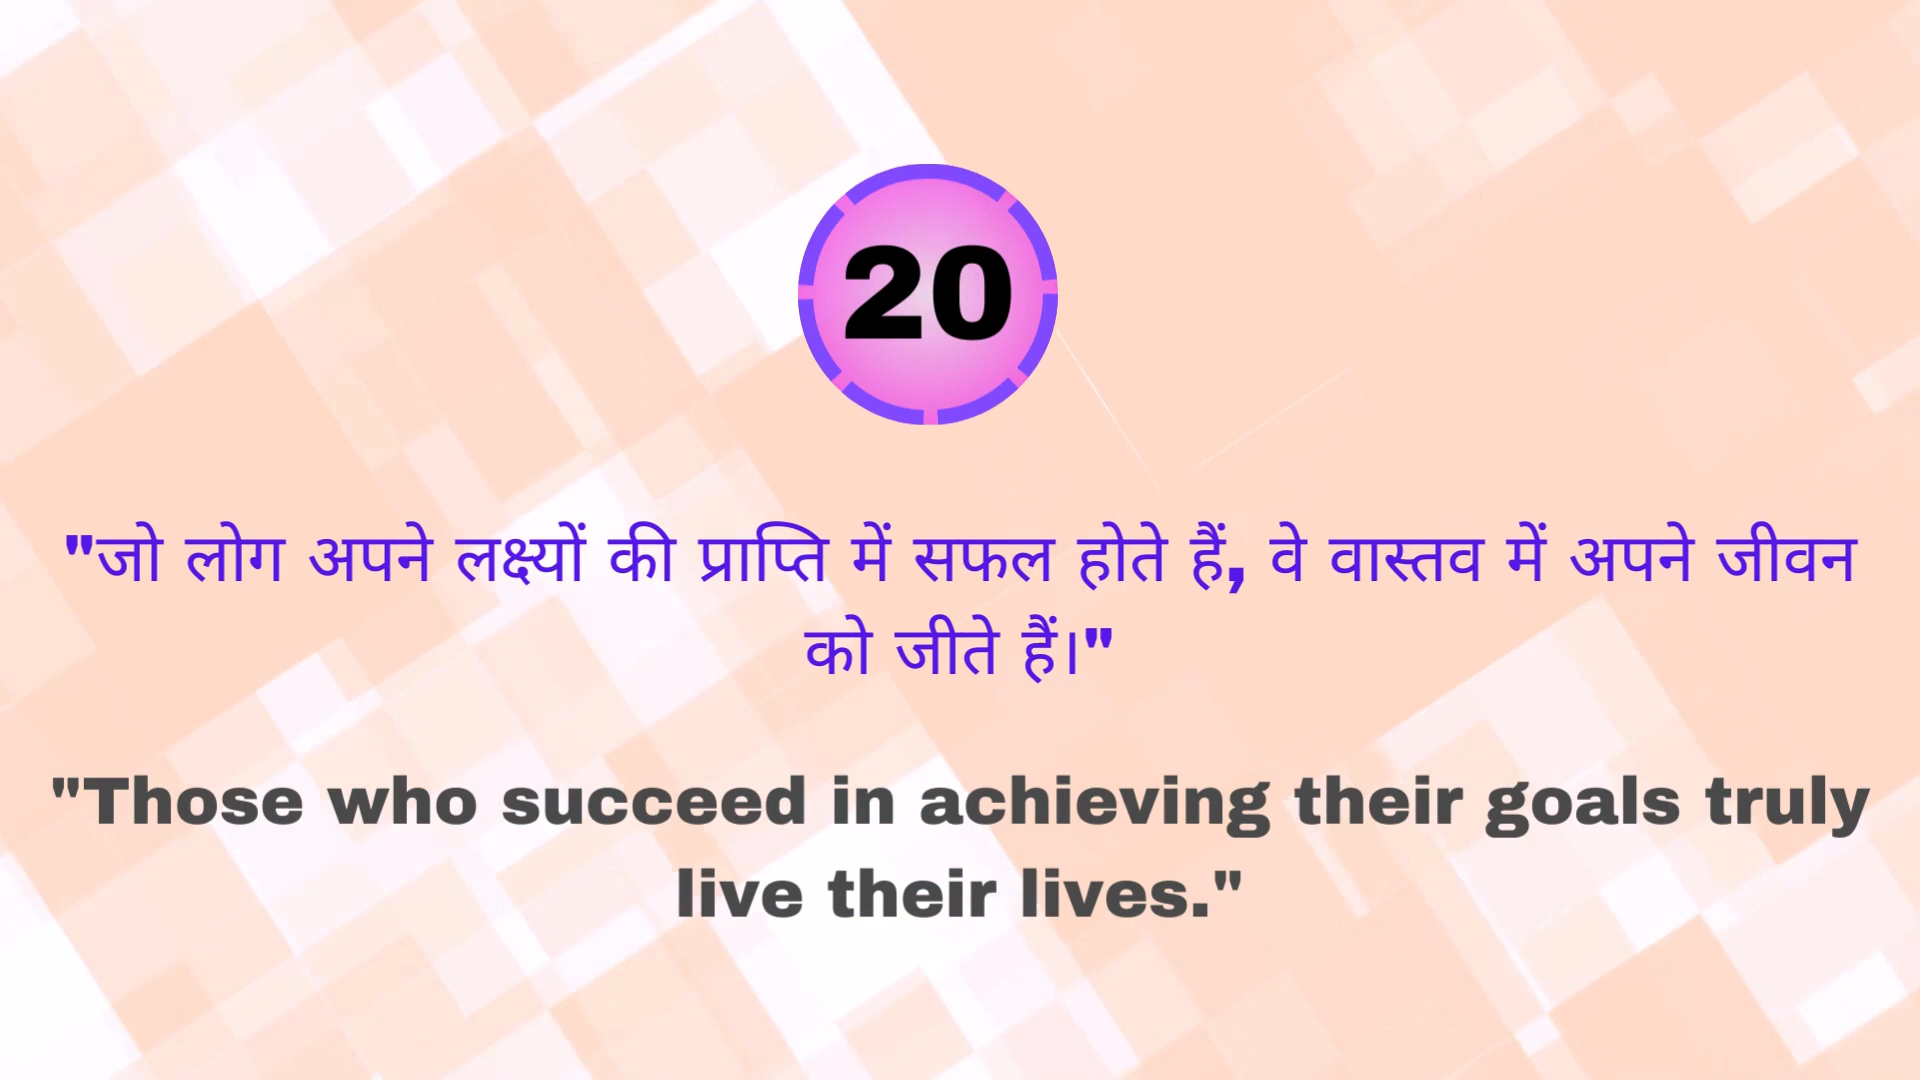 20
"जो लोग अपने लक्ष्यों की प्राप्ति में सफल होते हैं, वे वास्तव में अपने जीवन
को जीते हैं।"
"Those who succeed in achieving their goals truly
live their lives."